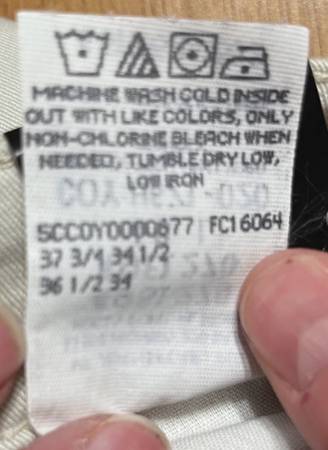 MACHINE WASH COLD INSIDE
OUT WITH LIKE COLORS, ONLY
NON-CHLORINE BLEACH WHEN
NEEDED, TUMBLE DRY LOW,
LOW IRON
5CCDY0000677 FC16064
37 3/4 34 1/2
36 1/2 34